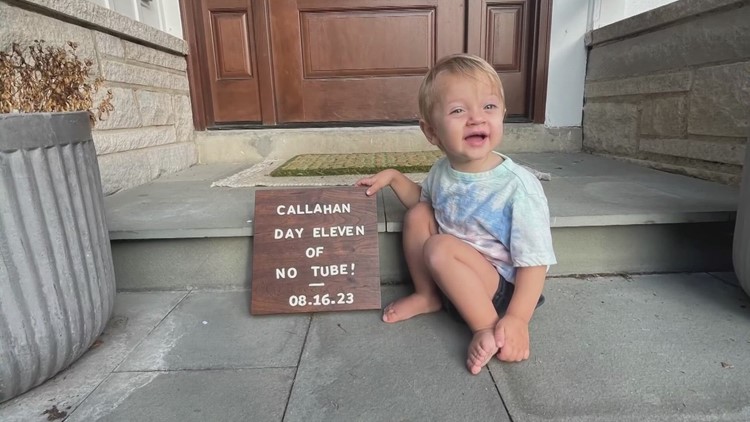 CALLAHAN
DAY ELEVEN
OF
NO TUBE!
08.16.23